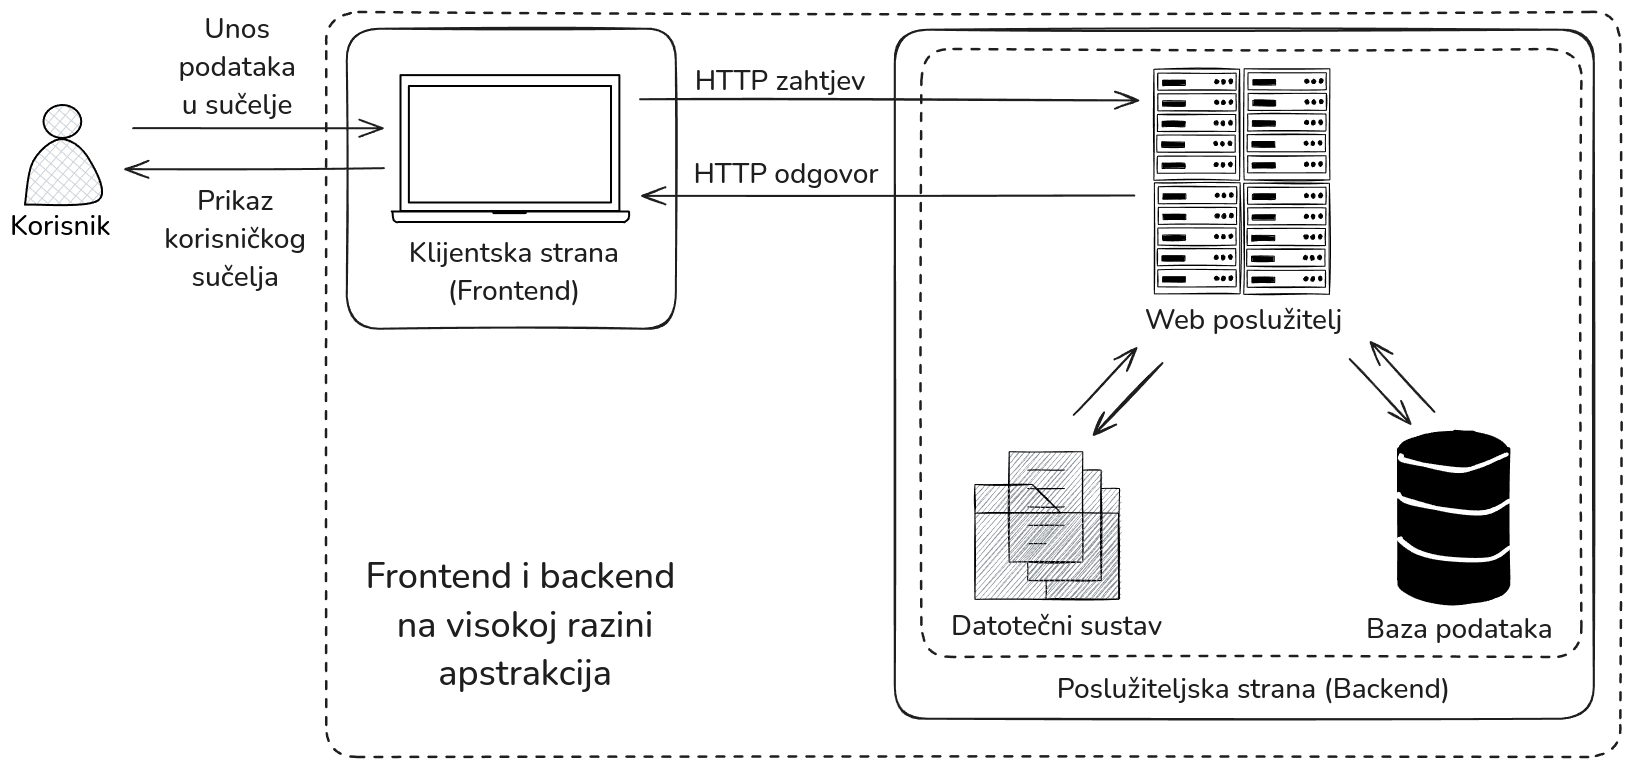 Unos
podataka
u sučelje
Korisnik
Prikaz
korisničkog
sučelja
Klijentska strana
(Frontend)
HTTP zahtjev
HTTP odgovor
Web poslužitelj
Datotečni sustav
Baza podataka
Poslužiteljska strana (Backend)
Frontend i backend
na visokoj razini
apstrakcija